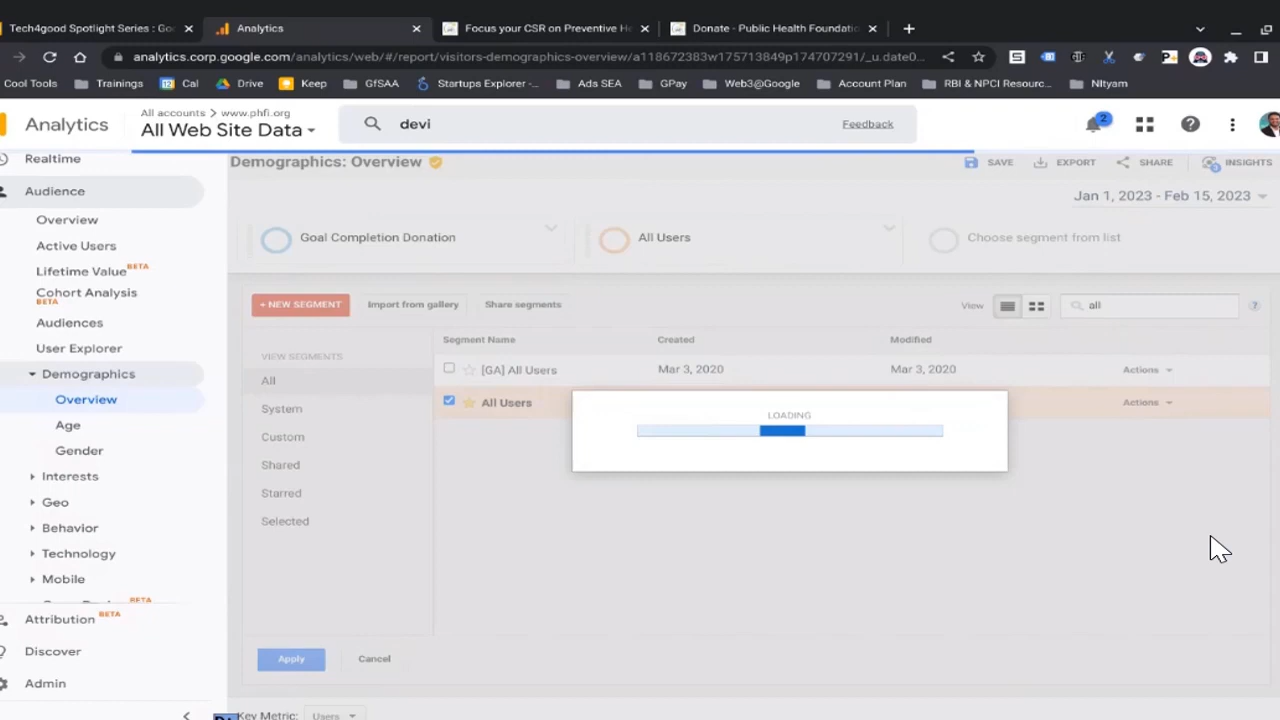 Tech4good Spotlight Series : Go
Analytics
Focus your CSR on Preventive He
Donate - Public Health Foundatio
analytics.corp.google.com/analytics/web/#/report/visitors-demographics-overview/a118672383w175713849p174707291/_u.date0...
Cool Tools
Trainings
Cal
Drive
Keep
GfSAA
Startups Explorer -...
Ads SEA
GPay
Web3@Google
Account Plan
RBI & NPCI Resourc...
NItyam
Analytics
All accounts > www.phfi.org
All Web Site Data
devi
Feedback
2
Realtime
Audience
Overview
Active Users
Lifetime Value BETA
Cohort Analysis
BETA
Audiences
User Explorer
Demographics
Overview
Age
Gender
Interests
Geo
Behavior
Technology
Mobile
BETA
Attribution BETA
Discover
Admin
Demographics: Overview
SAVE
EXPORT
SHARE
INSIGHTS
Jan 1, 2023 - Feb 15, 2023
Goal Completion Donation
All Users
Choose segment from list
+ NEW SEGMENT
Import from gallery
Share segments
View
all
VIEW SEGMENTS
All
System
Custom
Shared
Starred
Selected
Segment Name
Created
Modified
[GA] All Users
Mar 3, 2020
Mar 3, 2020
Actions
All Users
Actions
LOADING
Apply
Cancel
Key Metric:
Users